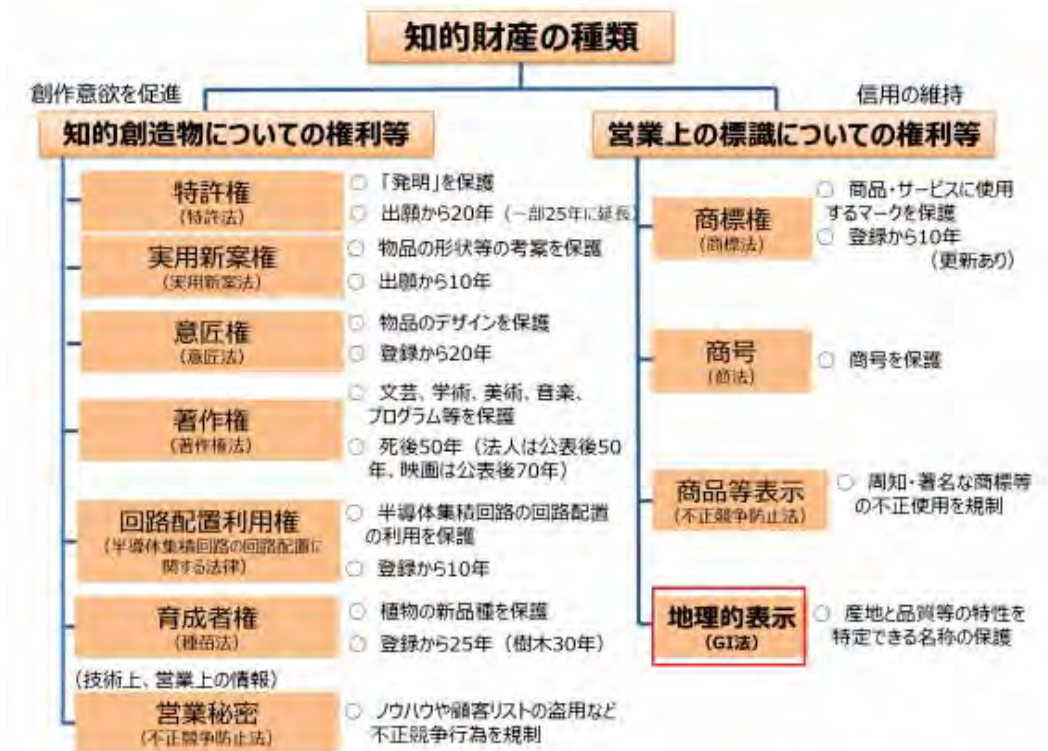 知的財産の種類
創作意欲を促進
知的創造物についての権利等
特許権
(特許法)
○ 「発明」を保護
○ 出願から20年 (一部25年に延長)
実用新案権
(実用新案法)
○ 物品の形状等の考案を保護
○ 出願から10年
意匠権
(意匠法)
○ 物品のデザインを保護
○ 登録から20年
著作権
(著作権法)
○ 文芸、学術、美術、音楽、
プログラム等を保護
○ 死後50年 (法人は公表後50
年、映画は公表後70年)
回路配置利用権
(半導体集積回路の回路配置に
関する法律)
○ 半導体集積回路の回路配置
の利用を保護
○ 登録から10年
育成者権
(種苗法)
○ 植物の新品種を保護
○ 登録から25年 (樹木30年)
(技術上、営業上の情報)
営業秘密
(不正競争防止法)
○ ノウハウや顧客リストの盗用など
不正競争行為を規制
信用の維持
営業上の標識についての権利等
商標権
(商標法)
○ 商品・サービスに使用
するマークを保護
○ 登録から10年
(更新あり)
商号
(商法)
○ 商号を保護
商品等表示
(不正競争防止法)
○ 周知・著名な商標等
の不正使用を規制
地理的表示
(GI法)
○ 産地と品質等の特性を
特定できる名称の保護